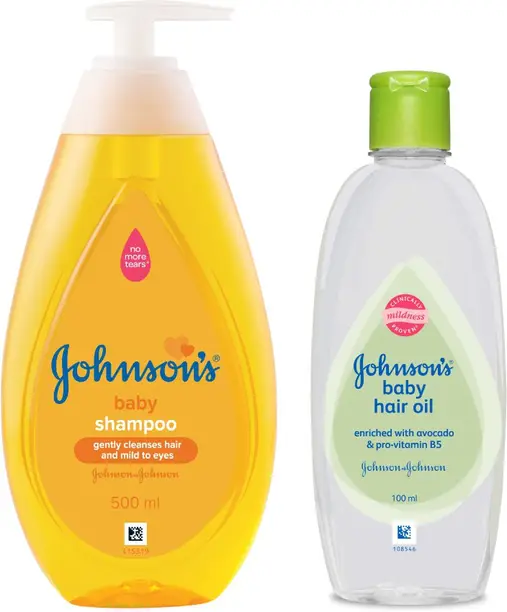 no
more
tears®
Johnson's®
baby
shampoo
gently cleanses hair
and mild to eyes
Johnson & Johnson
500 ml
CLINICALLY
mildness
PROVEN*
Johnson's®
baby
hair oil
enriched with avocado
& pro-vitamin B5
Johnson & Johnson
100 ml
108546